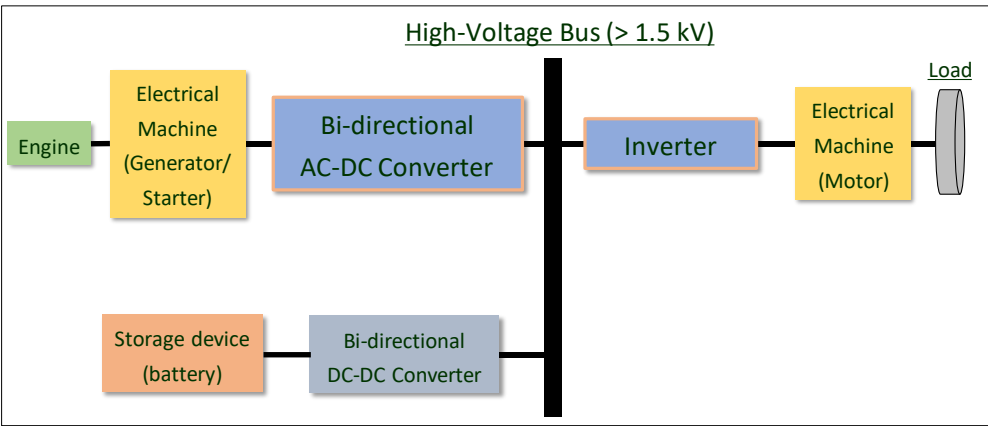 High-Voltage Bus (> 1.5 kV)
Engine
Electrical
Machine
(Generator/
Starter)
Bi-directional
AC-DC Converter
Inverter
Electrical
Machine
(Motor)
Load
Storage device
(battery)
Bi-directional
DC-DC Converter